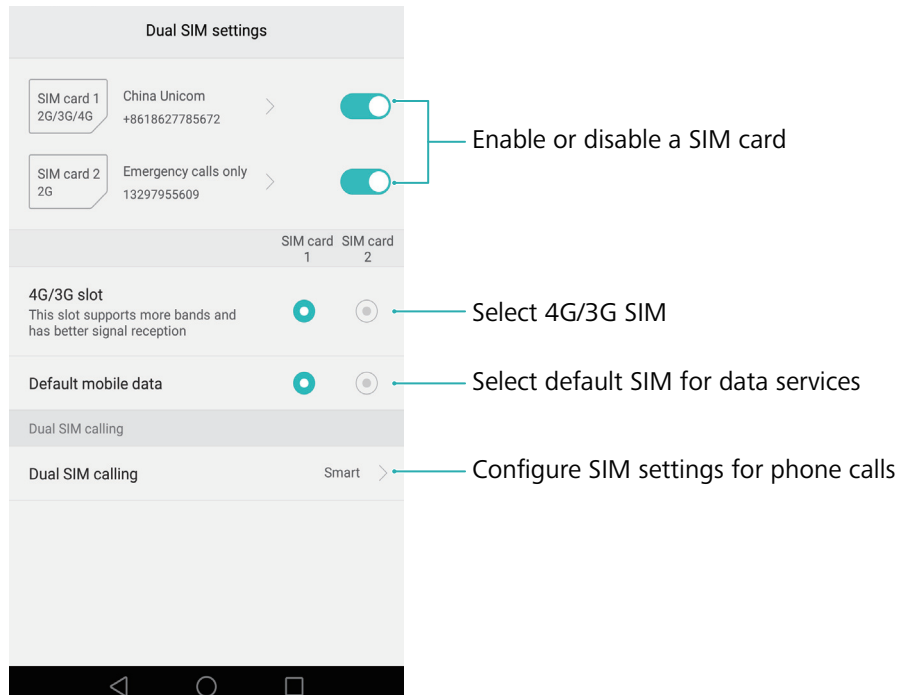 Dual SIM settings
SIM card 1
2G/3G/4G
China Unicom
+8618627785672
Enable or disable a SIM card
SIM card 2
2G
Emergency calls only
13297955609
SIM card SIM card
1 2
4G/3G slot
This slot supports more bands and
has better signal reception
Select 4G/3G SIM
Default mobile data
Select default SIM for data services
Dual SIM calling
Dual SIM calling
Smart
Configure SIM settings for phone calls